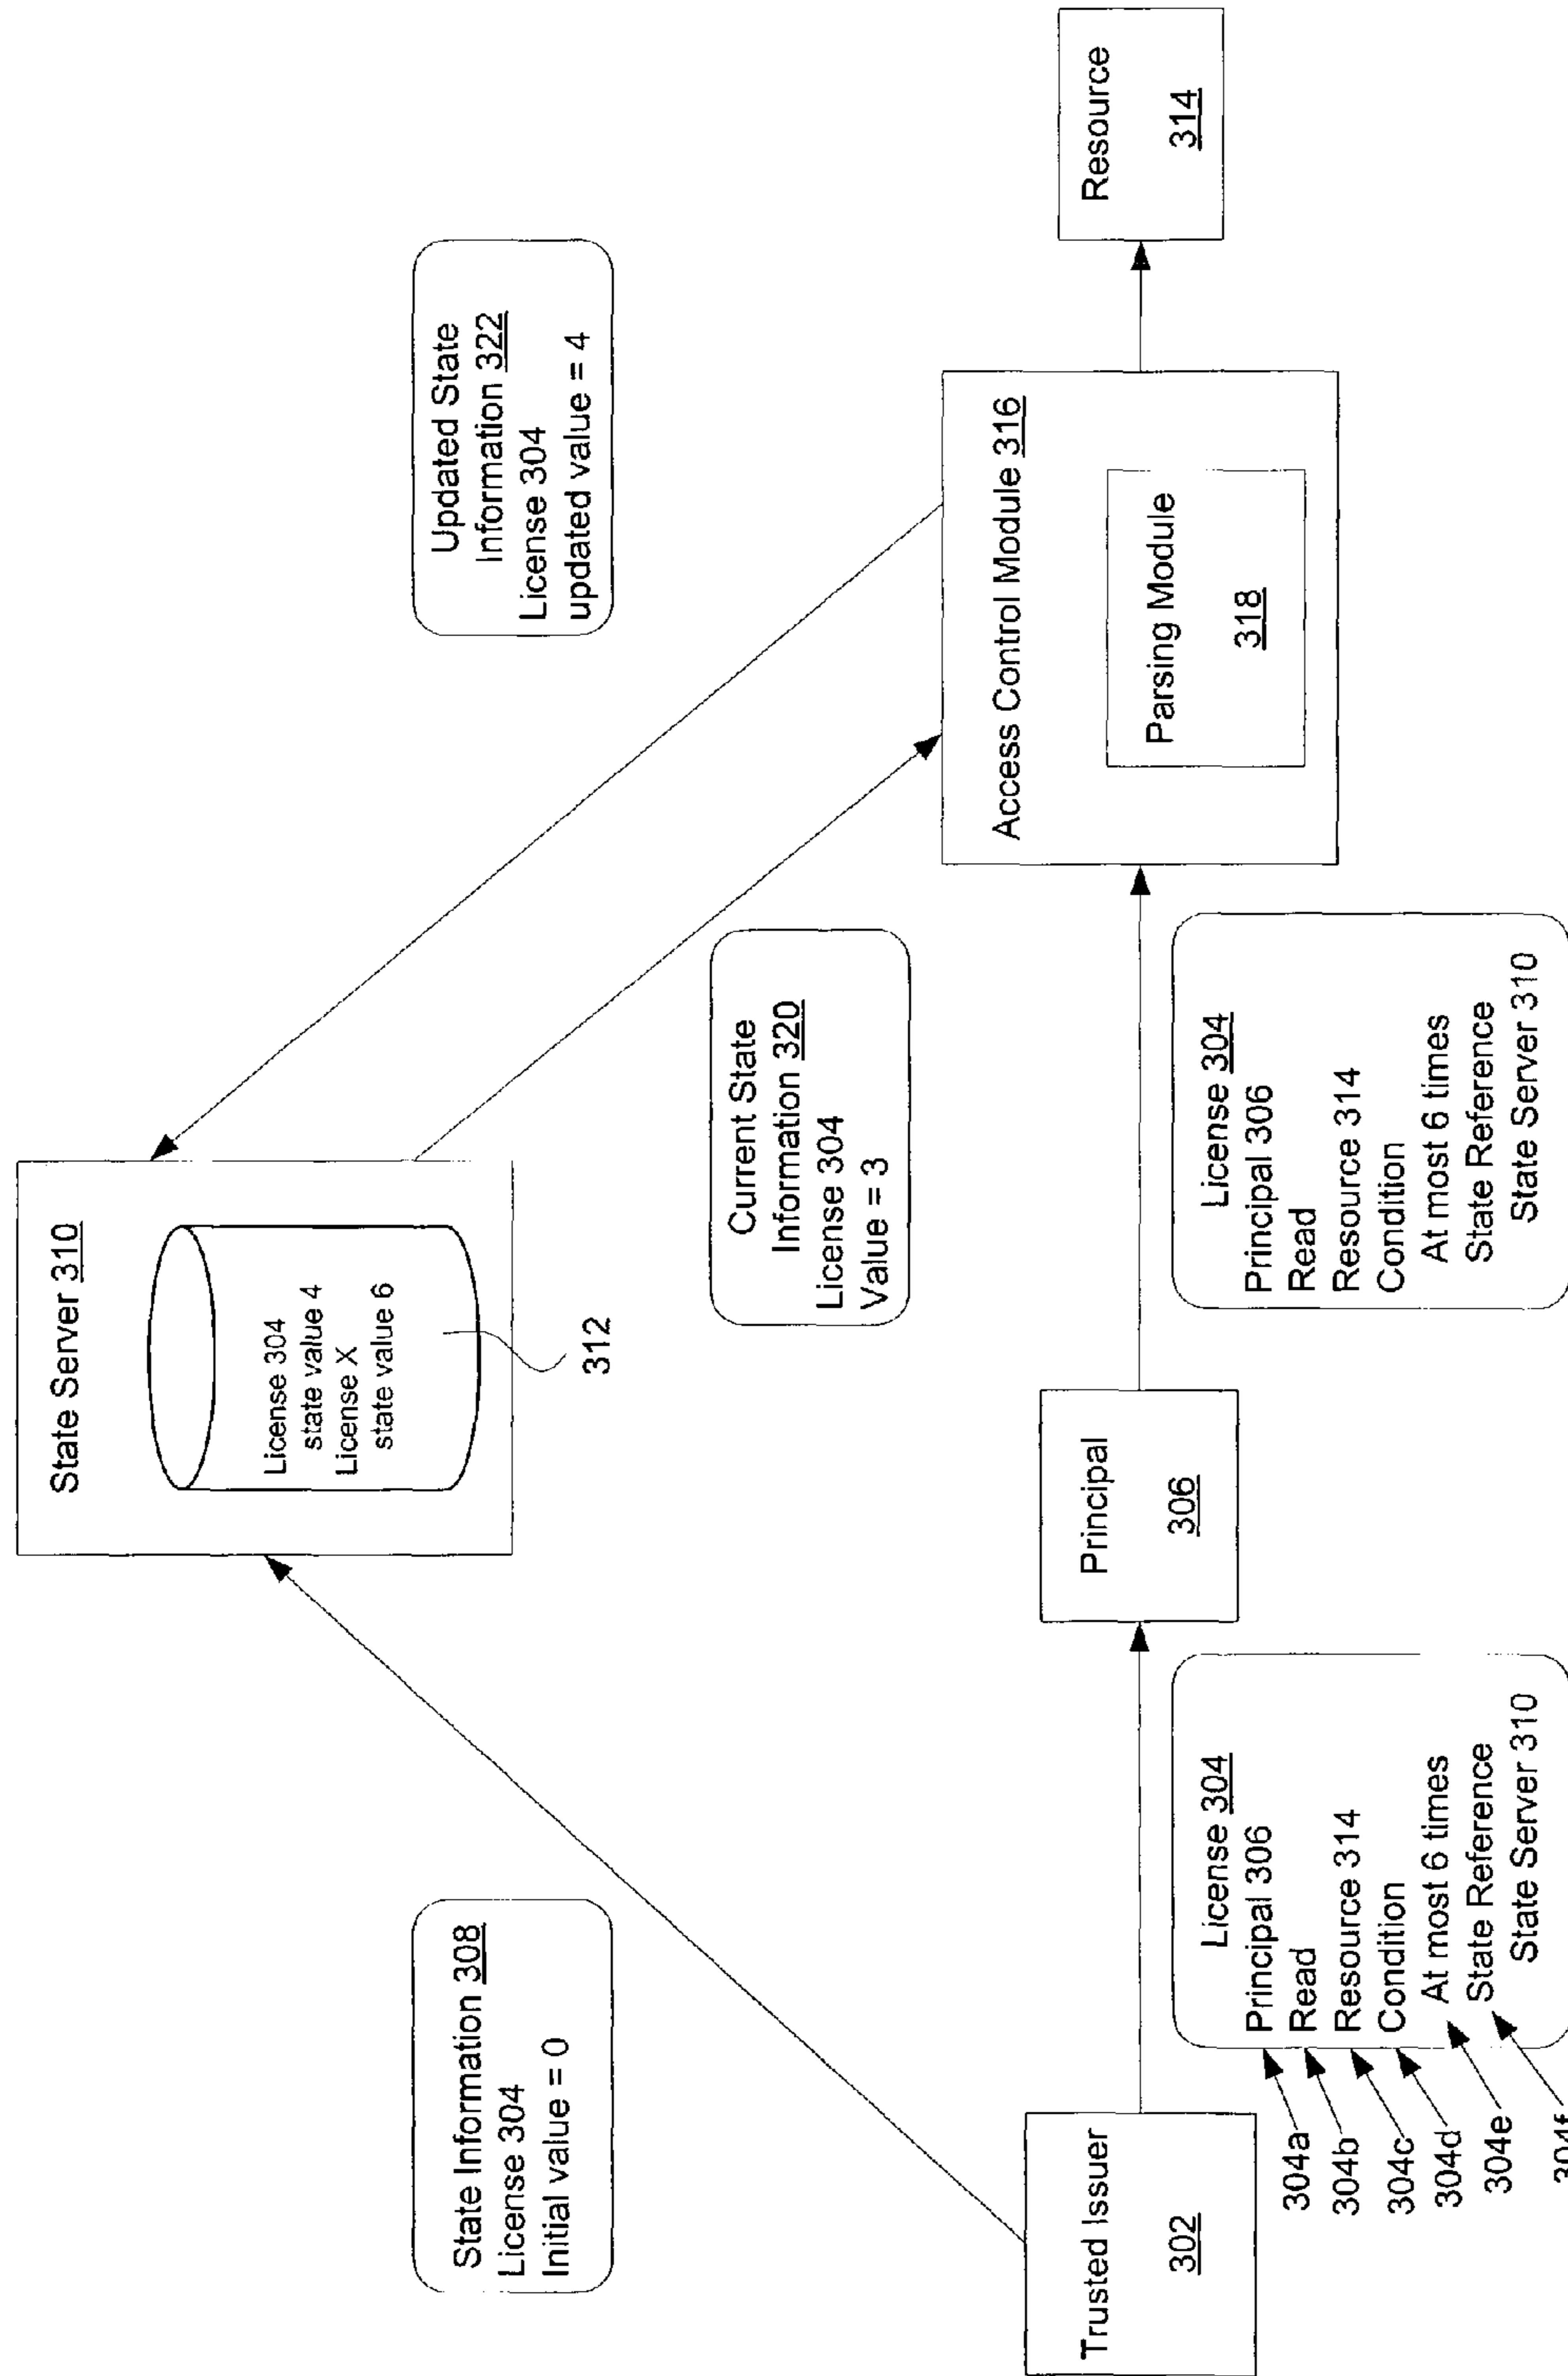 State Server 310
License 304
state value 4
License X
state value 6
312
State Information 308
License 304
Initial value = 0
Current State
Information 320
License 304
Value = 3
Updated State
Information 322
License 304
updated value = 4
Trusted Issuer
302
Principal
306
Access Control Module 316
Parsing Module
318
Resource
314
License 304
Principal 306
Read
Resource 314
Condition
At most 6 times
State Reference
State Server 310
304a
304b
304c
304d
304e
304f
License 304
Principal 306
Read
Resource 314
Condition
At most 6 times
State Reference
State Server 310